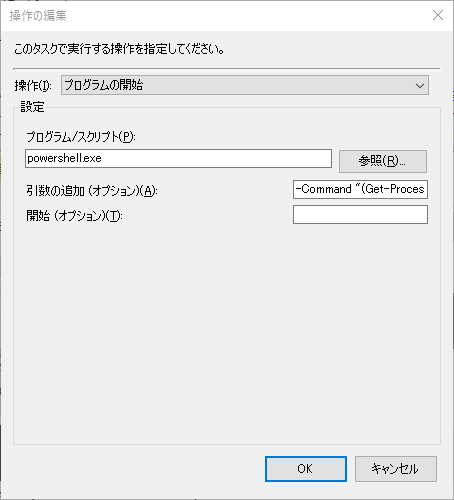 操作の編集
このタスクで実行する操作を指定してください。
操作(I): プログラムの開始
設定
プログラム/スクリプト(P):
powershell.exe 参照(R)...
引数の追加 (オプション)(A): -Command "(Get-Proces
開始 (オプション)(T):
OK キャンセル